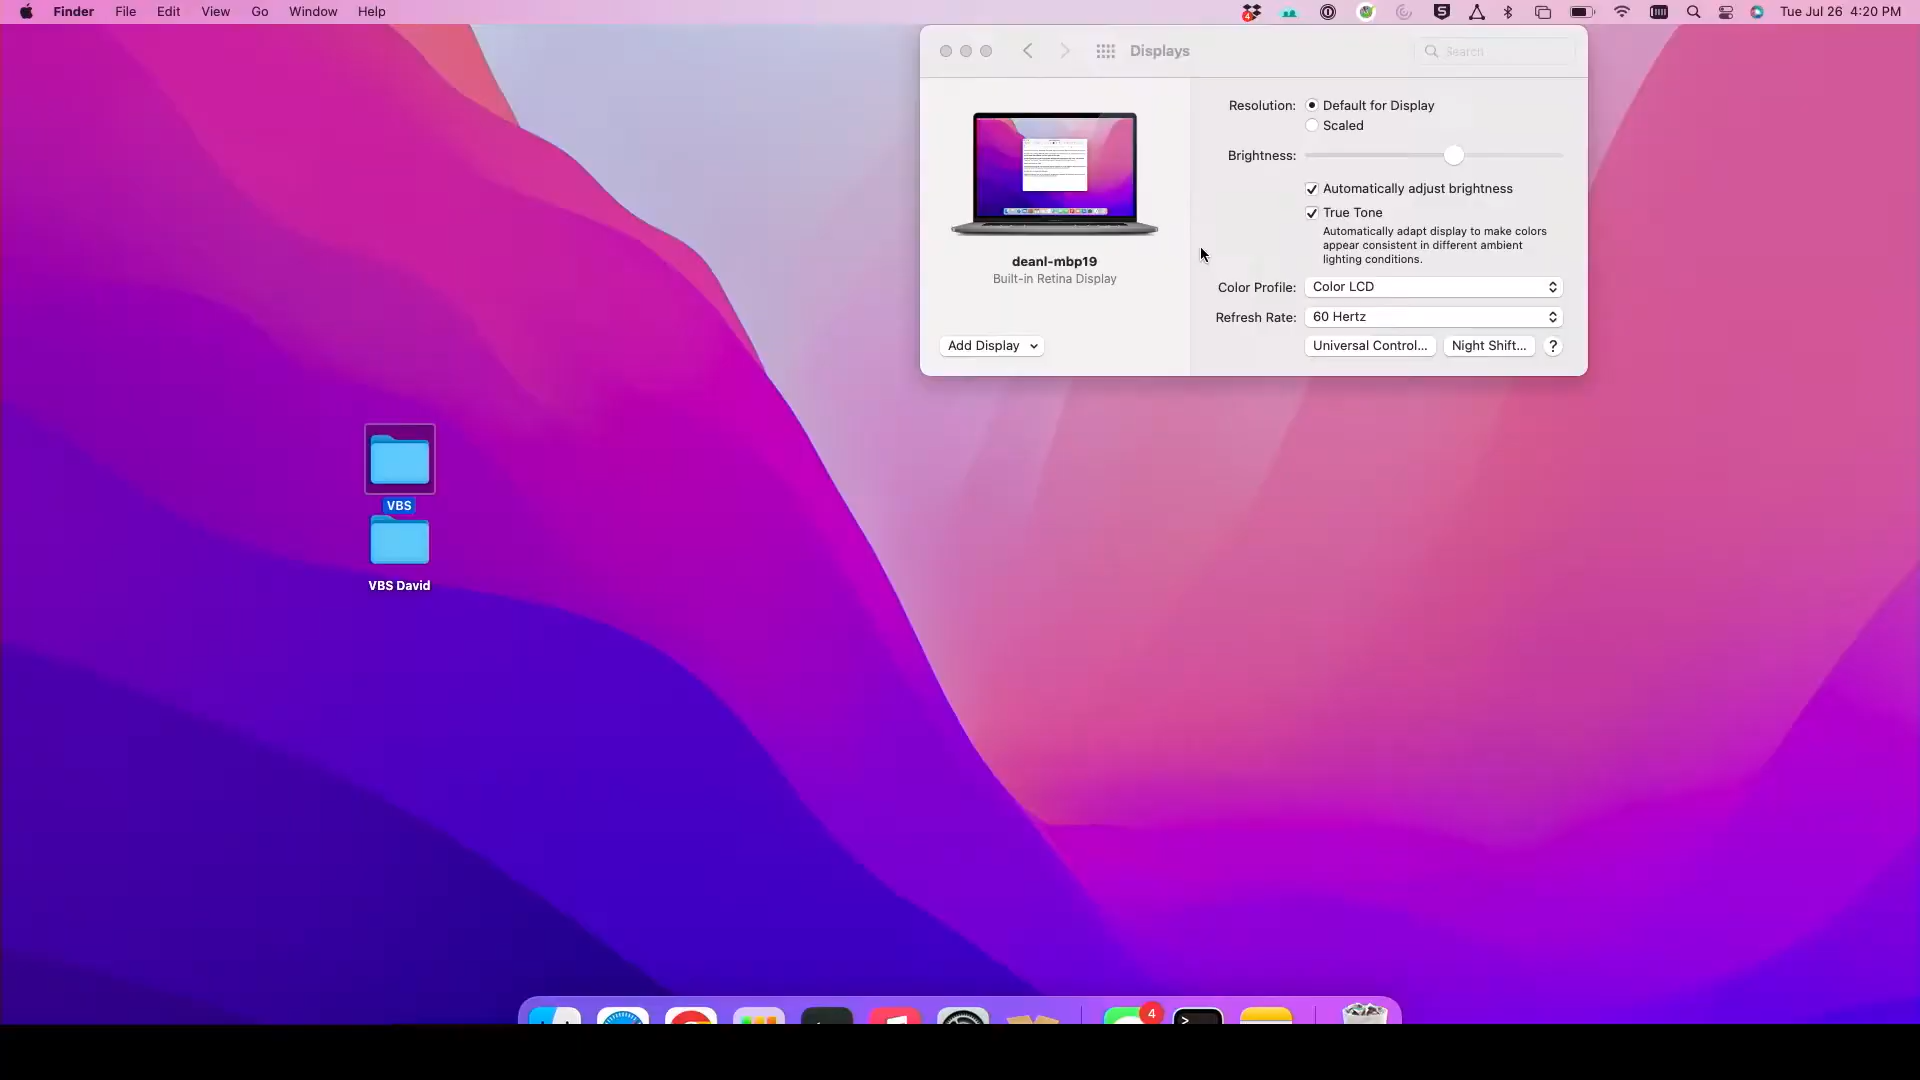 Finder File Edit View Go Window Help
4
Tue Jul 26 4:20 PM
Displays
Search
Resolution: Default for Display
Scaled
Brightness:
Automatically adjust brightness
True Tone
Automatically adapt display to make colors
appear consistent in different ambient
lighting conditions.
deanl-mbp19
Built-in Retina Display
Color Profile: Color LCD
Refresh Rate: 60 Hertz
Add Display
Universal Control...
Night Shift...
?
VBS
VBS David
4